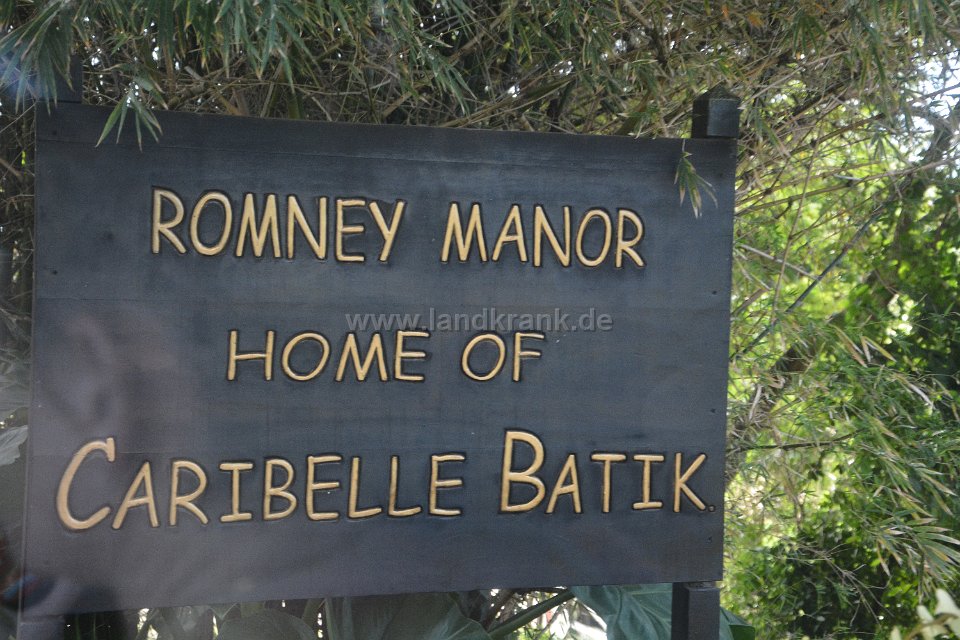 ROMNEY MANOR
www.landkrank.de
HOME OF
CARIBELLE BATIK.